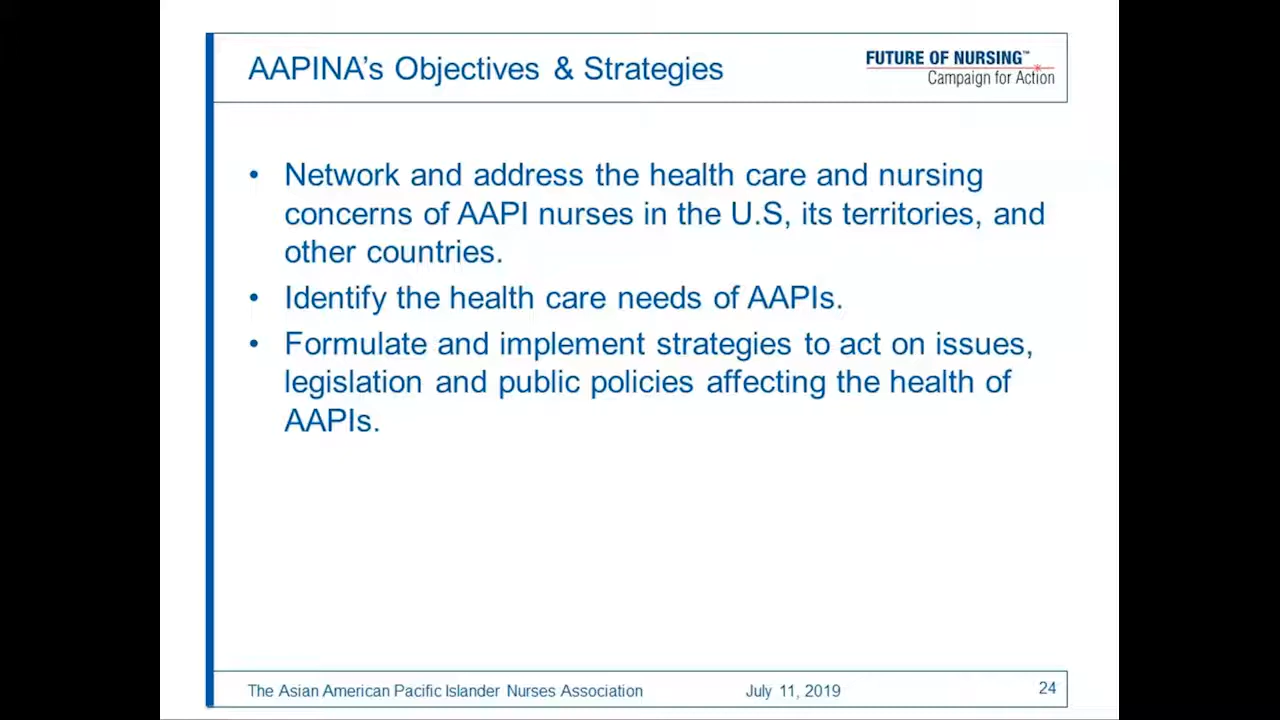 AAPINA's Objectives & Strategies
FUTURE OF NURSING™
Campaign for Action
• Network and address the health care and nursing
concerns of AAPI nurses in the U.S, its territories, and
other countries.
• Identify the health care needs of AAPIs.
• Formulate and implement strategies to act on issues,
legislation and public policies affecting the health of
AAPIs.
The Asian American Pacific Islander Nurses Association
July 11, 2019
24